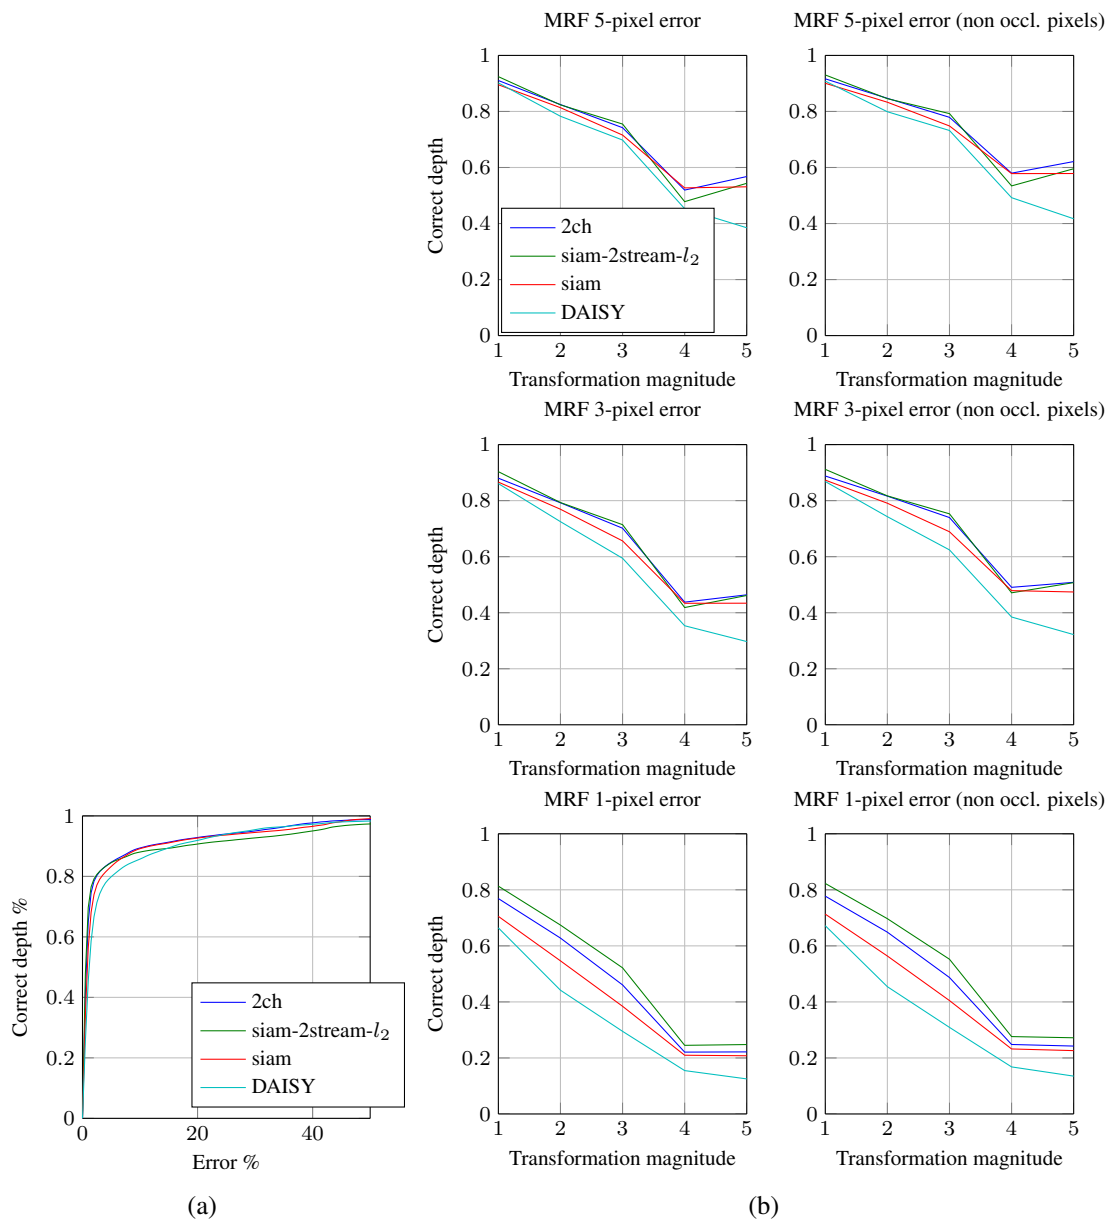 MRF 5-pixel error
1
0.8
0.6
0.4
0.2
0
Correct depth
2ch
siam-2stream-l₂
siam
DAISY
1 2 3 4 5
Transformation magnitude
MRF 5-pixel error (non occl. pixels)
1
0.8
0.6
0.4
0.2
0
1 2 3 4 5
Transformation magnitude
MRF 3-pixel error
1
0.8
0.6
0.4
0.2
0
Correct depth
1 2 3 4 5
Transformation magnitude
MRF 3-pixel error (non occl. pixels)
1
0.8
0.6
0.4
0.2
0
1 2 3 4 5
Transformation magnitude
1
0.8
0.6
0.4
0.2
0
Correct depth %
2ch
siam-2stream-l₂
siam
DAISY
0 20 40
Error %
(a)
MRF 1-pixel error
1
0.8
0.6
0.4
0.2
0
Correct depth
1 2 3 4 5
Transformation magnitude
MRF 1-pixel error (non occl. pixels)
1
0.8
0.6
0.4
0.2
0
1 2 3 4 5
Transformation magnitude
(b)